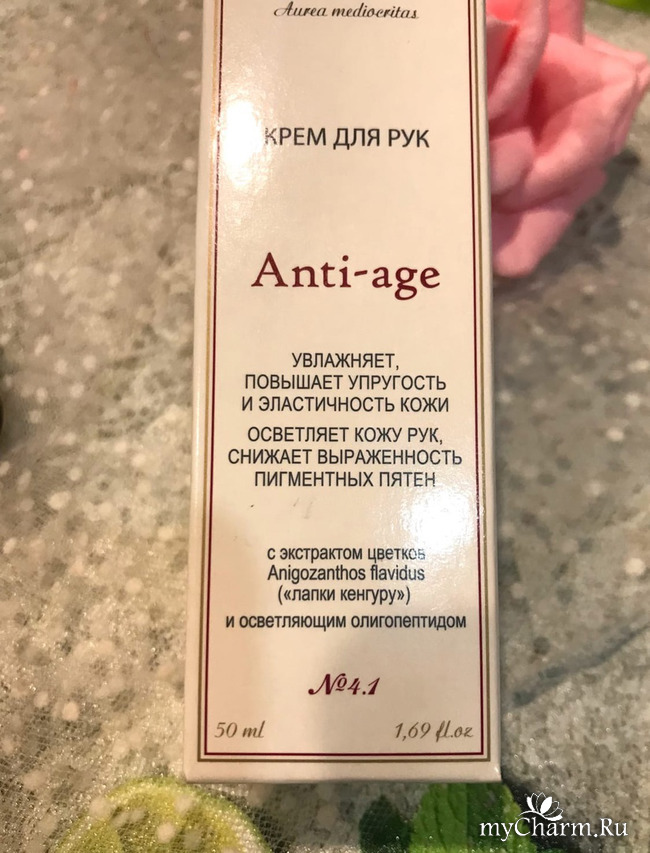 Aurea mediocritas
КРЕМ ДЛЯ РУК
Anti-age
УВЛАЖНЯЕТ,
ПОВЫШАЕТ УПРУГОСТЬ
И ЭЛАСТИЧНОСТЬ КОЖИ
ОСВЕТЛЯЕТ КОЖУ РУК,
СНИЖАЕТ ВЫРАЖЕННОСТЬ
ПИГМЕНТНЫХ ПЯТЕН
с экстрактом цветков
Anigozanthos flavidus
(«лапки кенгуру»)
и осветляющим олигопептидом
№4.1
50 ml 1,69 fl.oz
myCharm.Ru